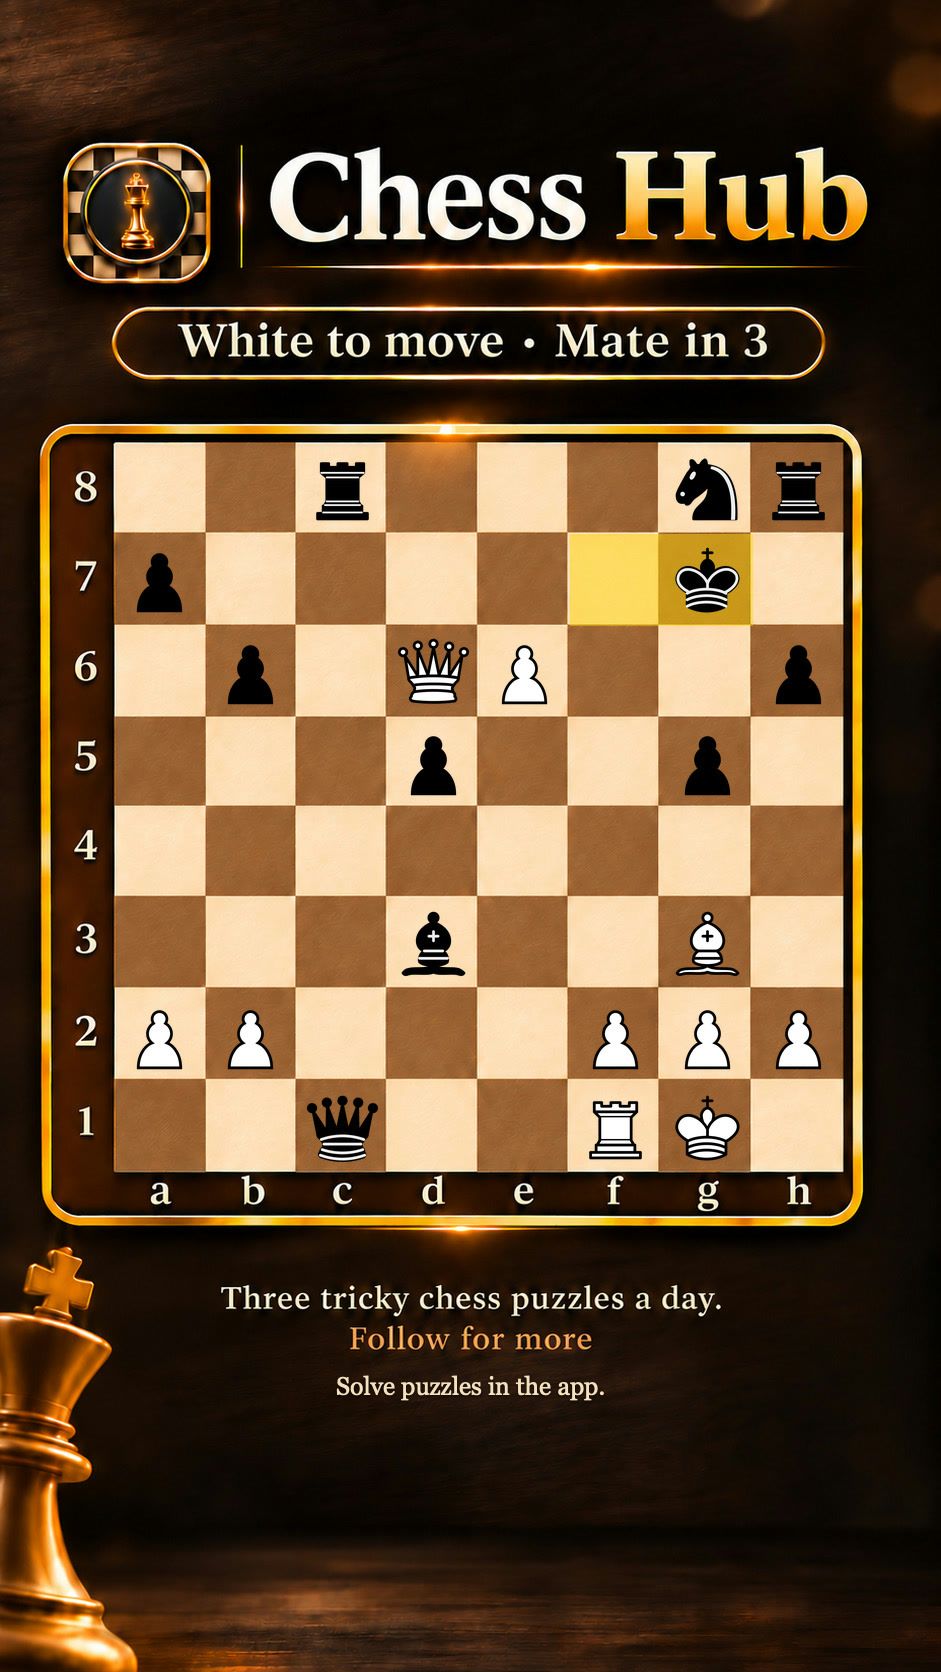 Chess Hub
White to move • Mate in 3
8
7
6
5
4
3
2
1
a b c d e f g h
Three tricky chess puzzles a day.
Follow for more
Solve puzzles in the app.